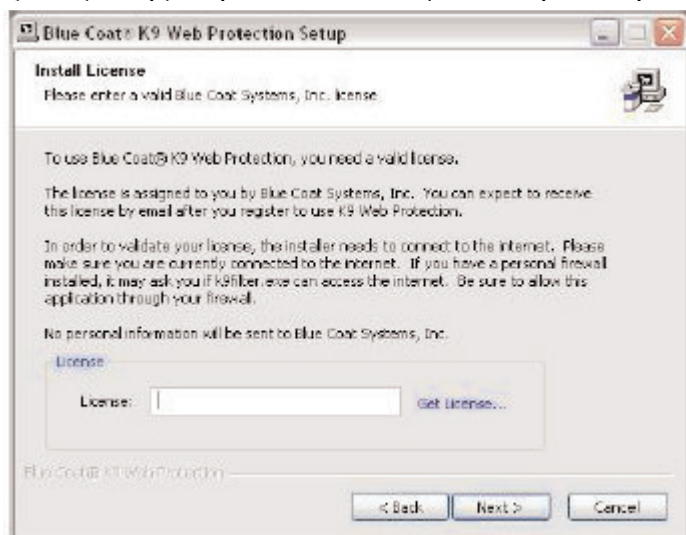 Blue Coat® K9 Web Protection Setup
Install License
Please enter a valid Blue Coat Systems, Inc. license
To use Blue Coat® K9 Web Protection, you need a valid license.
The license is assigned to you by Blue Coat Systems, Inc. You can expect to receive
this license by email after you register to use K9 Web Protection.
In order to validate your license, the installer needs to connect to the internet. Please
make sure you are currently connected to the internet. If you have a personal firewall
installed, it may ask you if k9filter.exe can access the internet. Be sure to allow this
application through your firewall.
No personal information will be sent to Blue Coat Systems, Inc.
License
License:
Get License...
Blue Coat® K9 Web Protection
< Back
Next >
Cancel